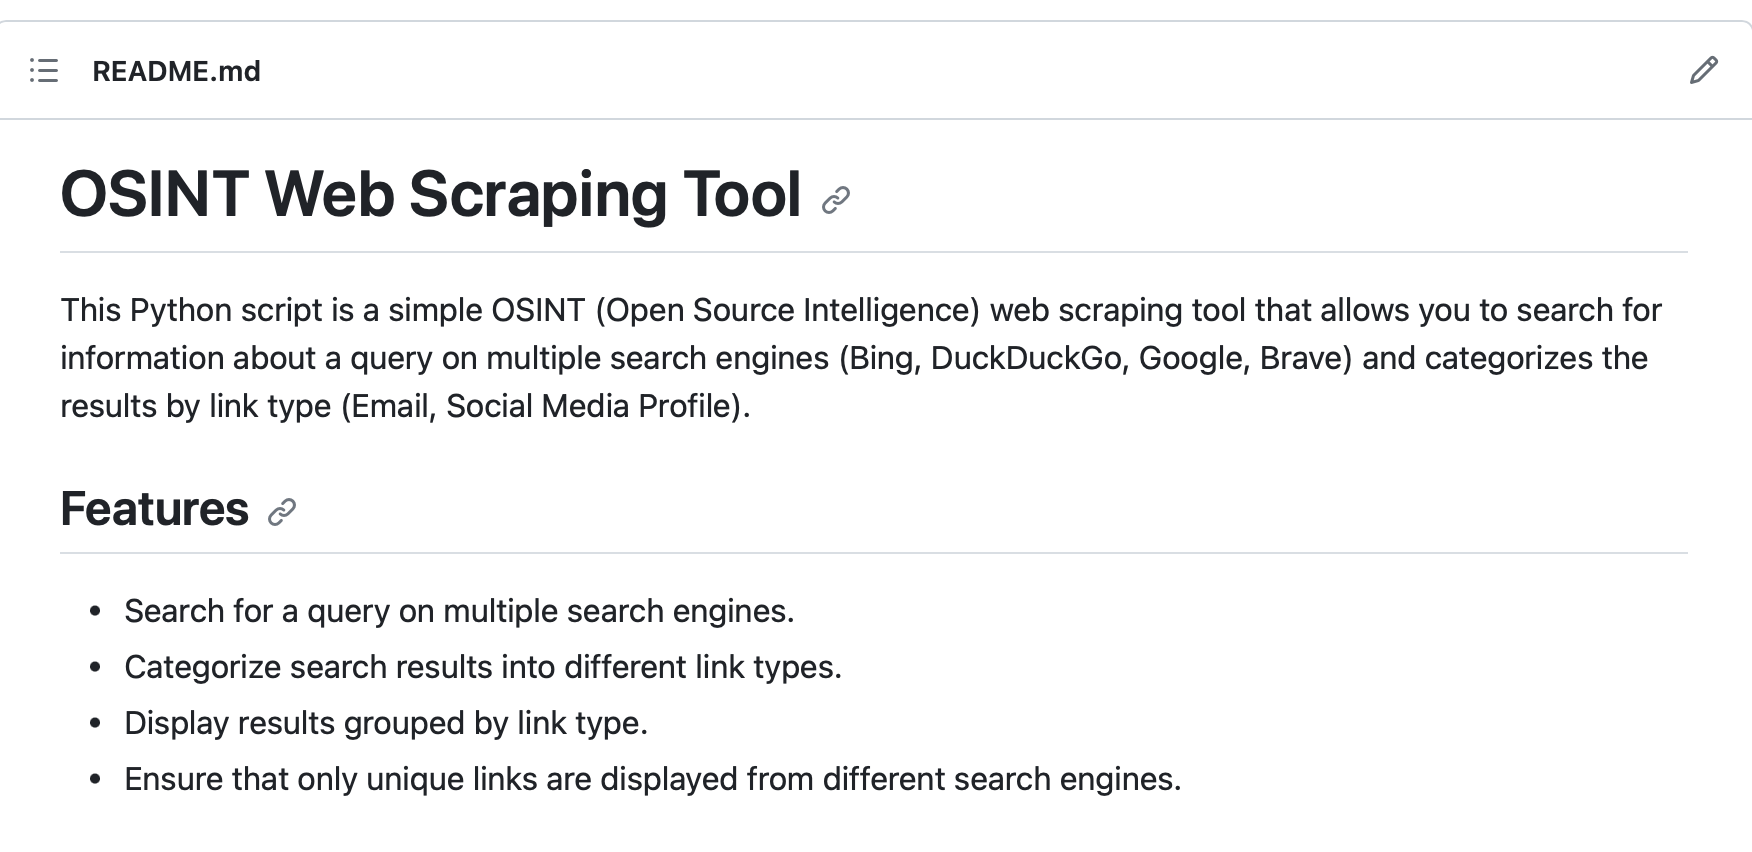 README.md
OSINT Web Scraping Tool
This Python script is a simple OSINT (Open Source Intelligence) web scraping tool that allows you to search for
information about a query on multiple search engines (Bing, DuckDuckGo, Google, Brave) and categorizes the
results by link type (Email, Social Media Profile).
Features
• Search for a query on multiple search engines.
• Categorize search results into different link types.
• Display results grouped by link type.
• Ensure that only unique links are displayed from different search engines.